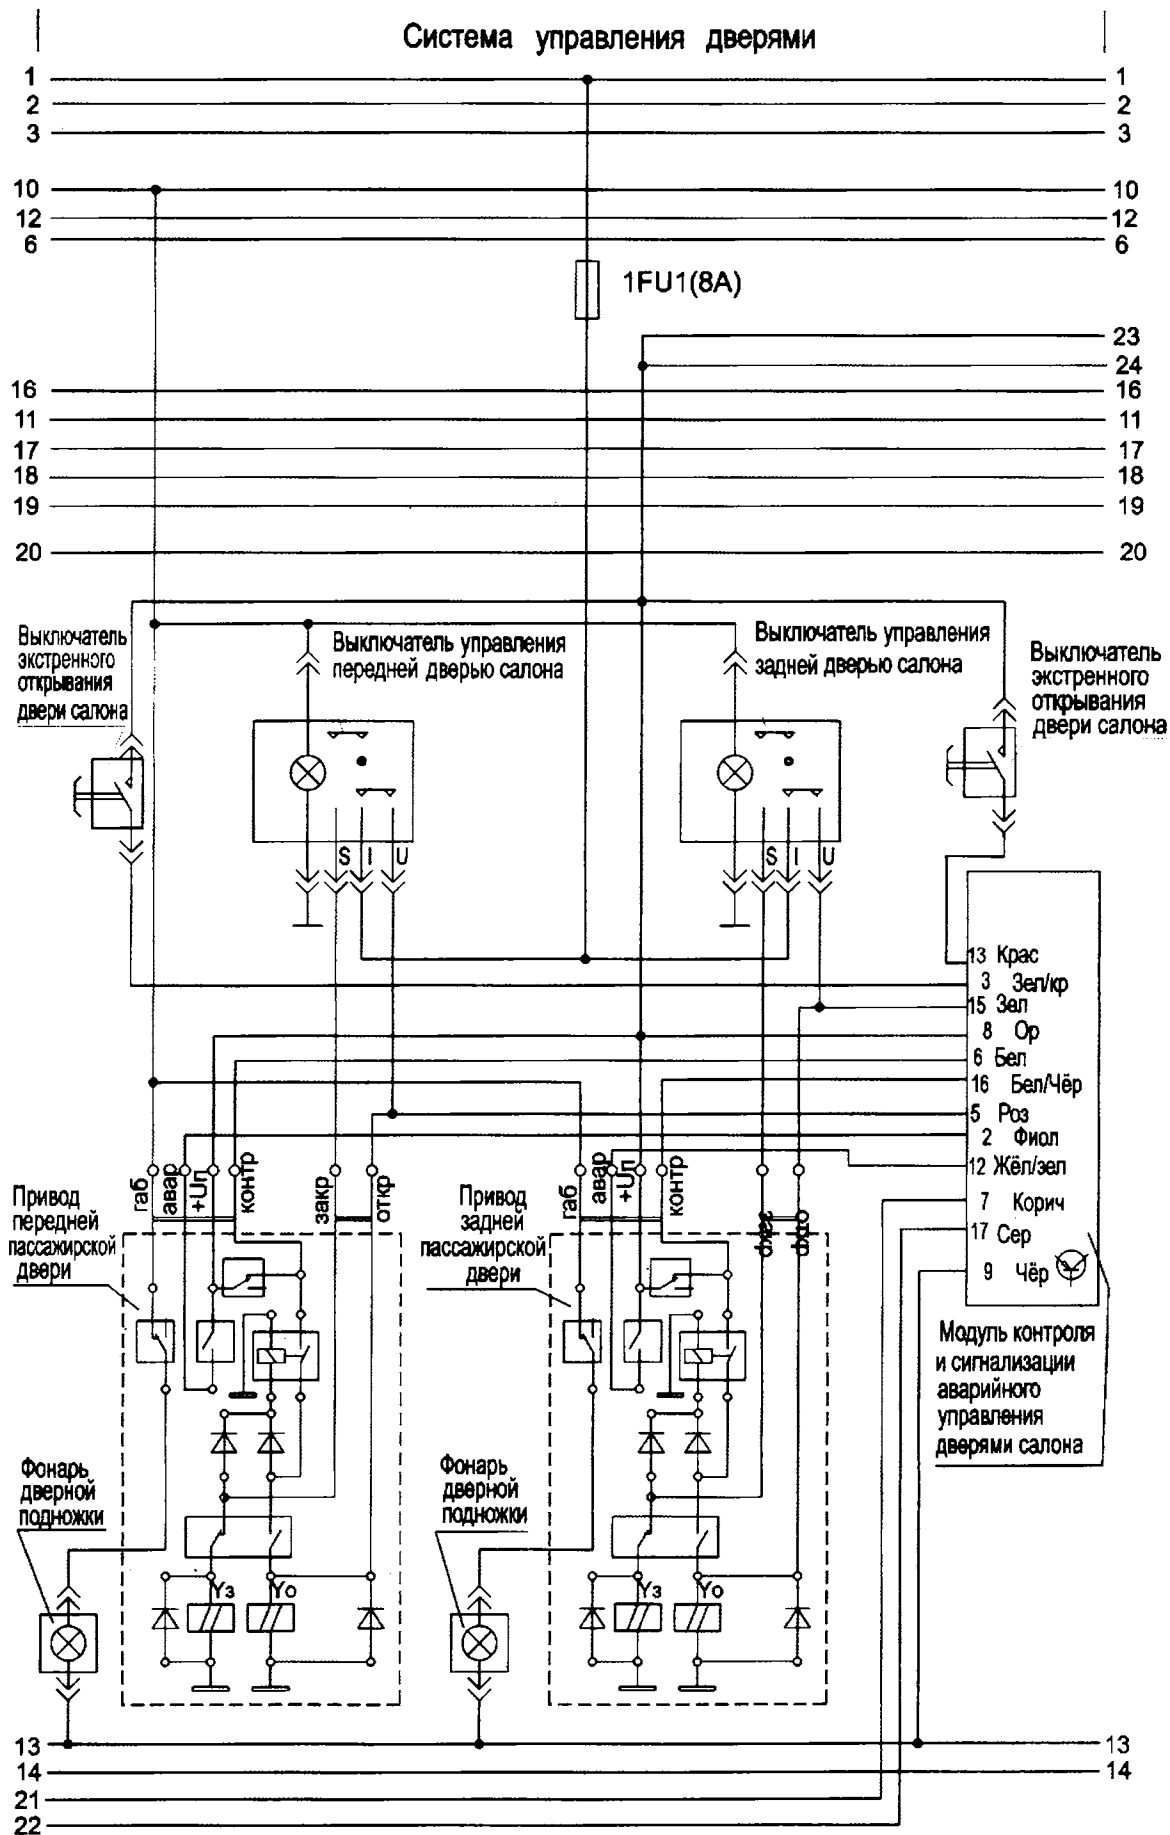 Система управления дверями
1 1
2 2
3 3
10 10
12 12
6 6
1FU1(8А)
23
24
16 16
11 11
17 17
18 18
19 19
20 20
Выключатель
экстренного
открывания
двери салона
Выключатель управления
передней дверью салона
Выключатель управления
задней дверью салона
Выключатель
экстренного
открывания
двери салона
S I U
S I U
13 Крас
3 Зел/кр
15 Зел
8 Ор
6 Бел
16 Бел/Чёр
5 Роз
2 Фиол
12 Жёл/зел
7 Корич
17 Сер
9 Чёр
габ
авар
+Uп
контр
закр
откр
габ
авар
+Uп
контр
закр
откр
Привод
передней
пассажирской
двери
Привод
задней
пассажирской
двери
Модуль контроля
и сигнализации
аварийного
управления
дверями салона
Фонарь
дверной
подножки
Фонарь
дверной
подножки
Yз Yо
Yз Yо
13 13
14 14
21
22